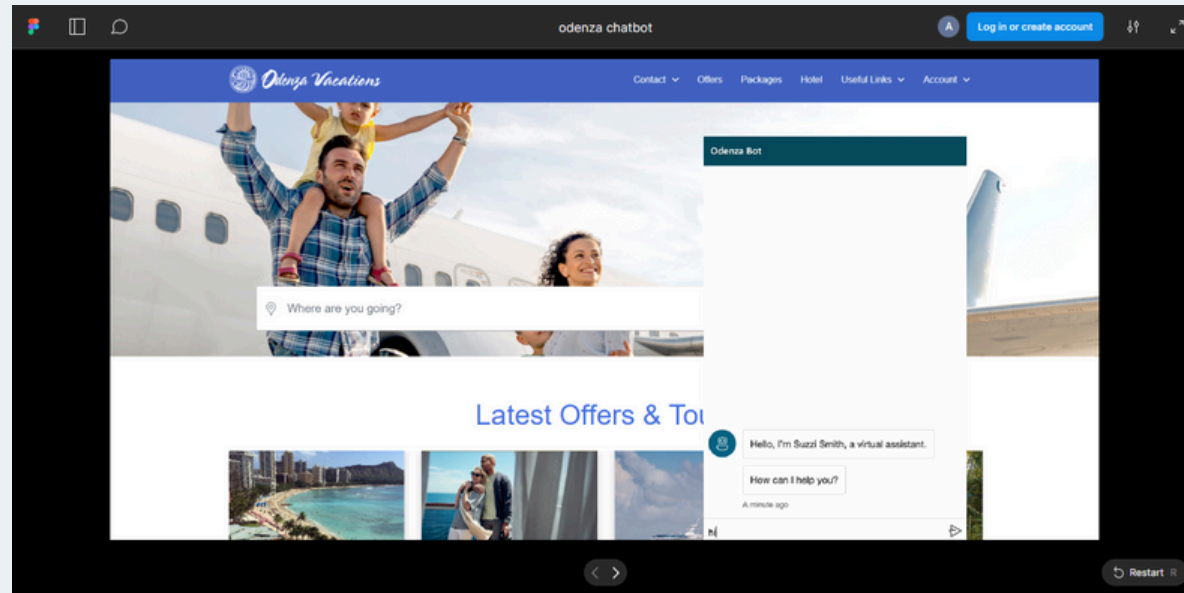 odenza chatbot
A
Log in or create account
Odenza Vacations
Contact
Offers
Packages
Hotel
Useful Links
Account
Odenza Bot
Where are you going?
Latest Offers & Tou
Hello, I'm Suzzi Smith, a virtual assistant.
How can I help you?
A minute ago
hi
Restart R